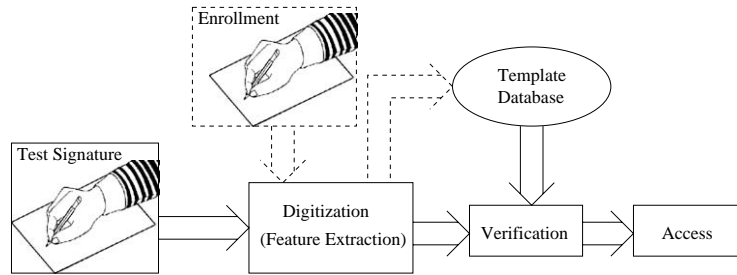 Enrollment
Template
Database
Test Signature
Digitization
(Feature Extraction)
Verification
Access